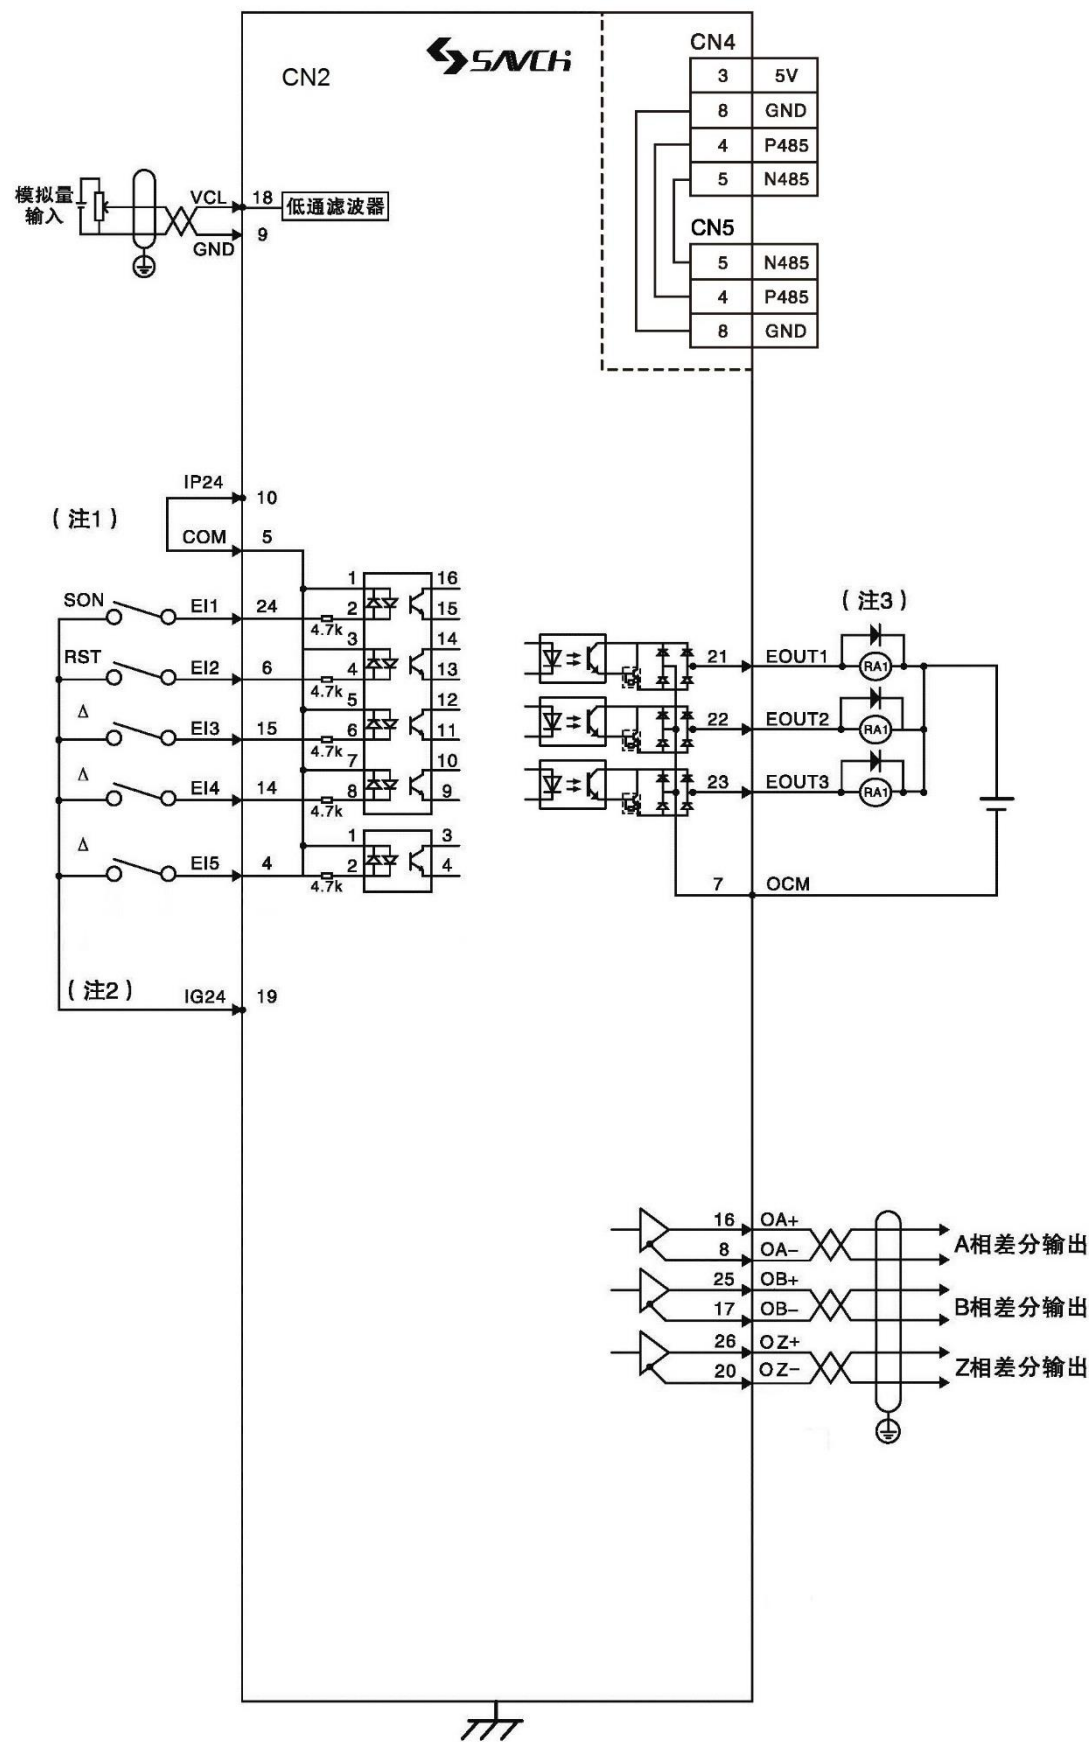 CN2
SAVCH
CN4
3 5V
8 GND
4 P485
5 N485
CN5
5 N485
4 P485
8 GND
模拟量
输入
VCL 18 低通滤波器
GND 9
IP24 10
(注1)
COM 5
SON EI1 24 4.7k 1 2 16 15
RST EI2 6 4.7k 3 4 14 13
Δ EI3 15 4.7k 5 6 12 11
Δ EI4 14 4.7k 7 8 10 9
Δ EI5 4 4.7k 1 2 3 4
(注2) IG24 19
(注3)
21 EOUT1 RA1
22 EOUT2 RA1
23 EOUT3 RA1
7 OCM
16 OA+
8 OA-
A相差分输出
25 OB+
17 OB-
B相差分输出
26 OZ+
20 OZ-
Z相差分输出